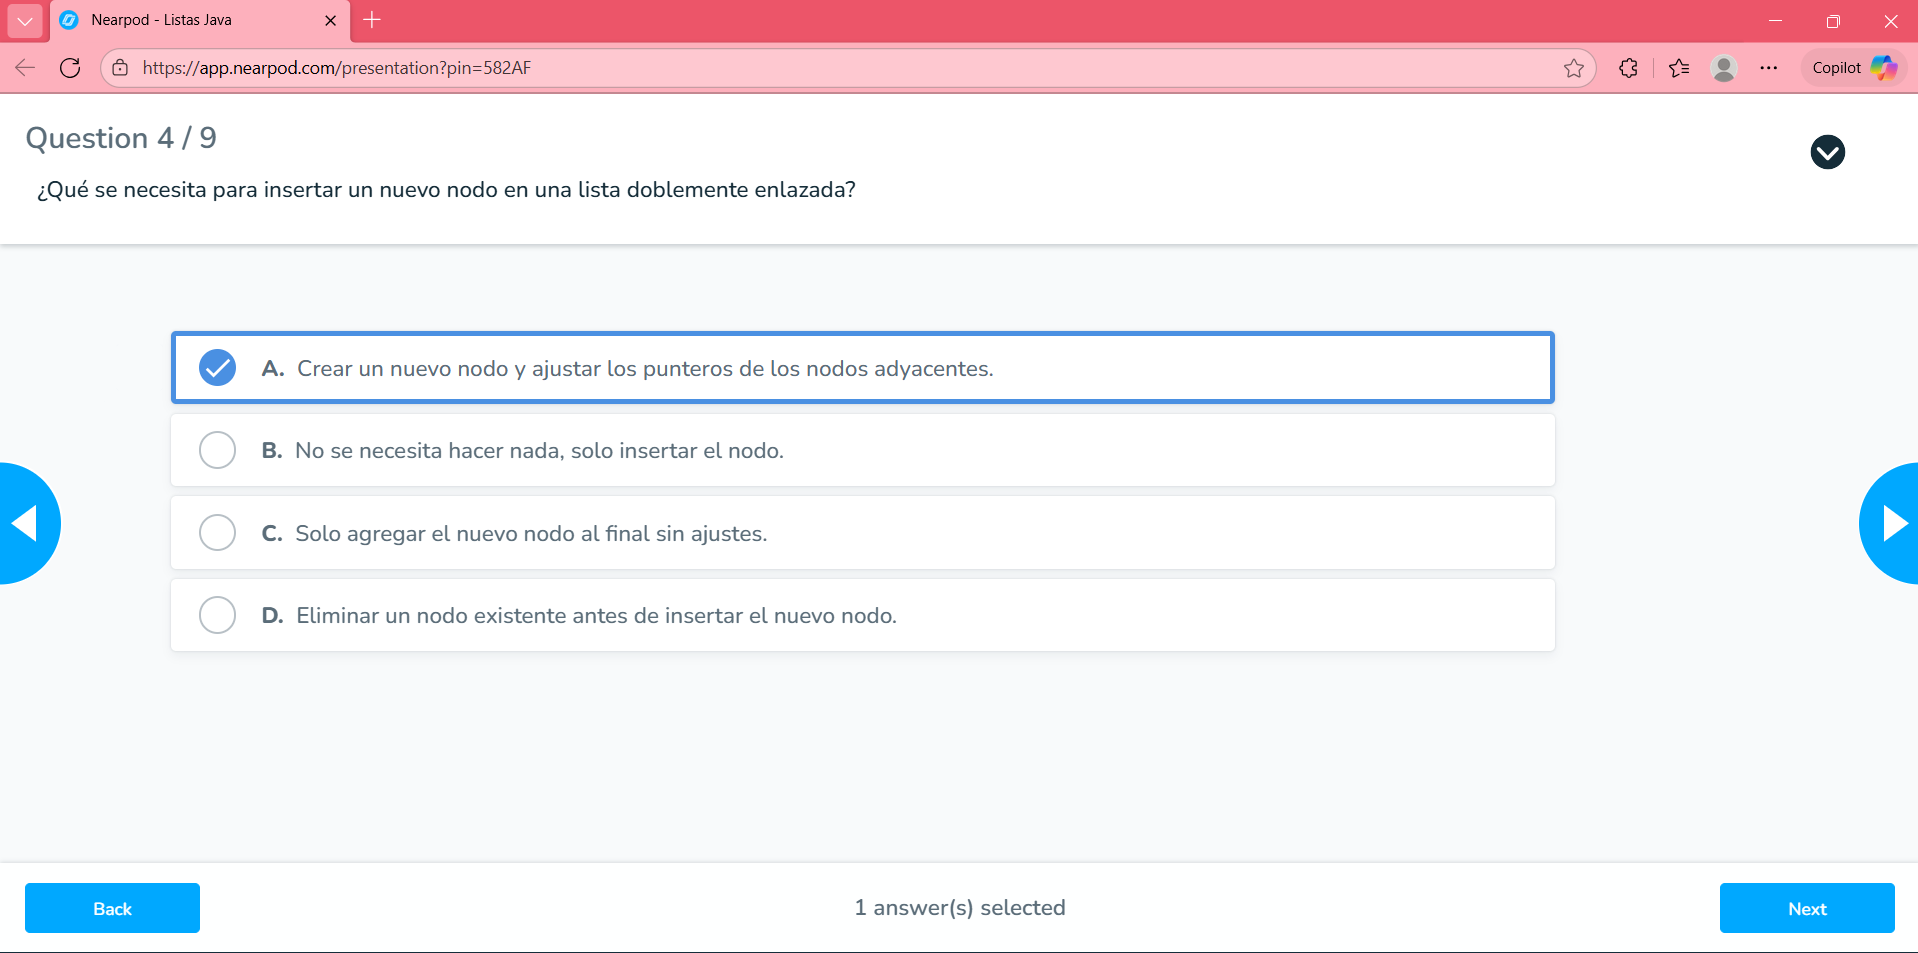 Nearpod - Listas Java
https://app.nearpod.com/presentation?pin=582AF
Copilot
Question 4 / 9
¿Qué se necesita para insertar un nuevo nodo en una lista doblemente enlazada?
A. Crear un nuevo nodo y ajustar los punteros de los nodos adyacentes.
B. No se necesita hacer nada, solo insertar el nodo.
C. Solo agregar el nuevo nodo al final sin ajustes.
D. Eliminar un nodo existente antes de insertar el nuevo nodo.
Back
1 answer(s) selected
Next